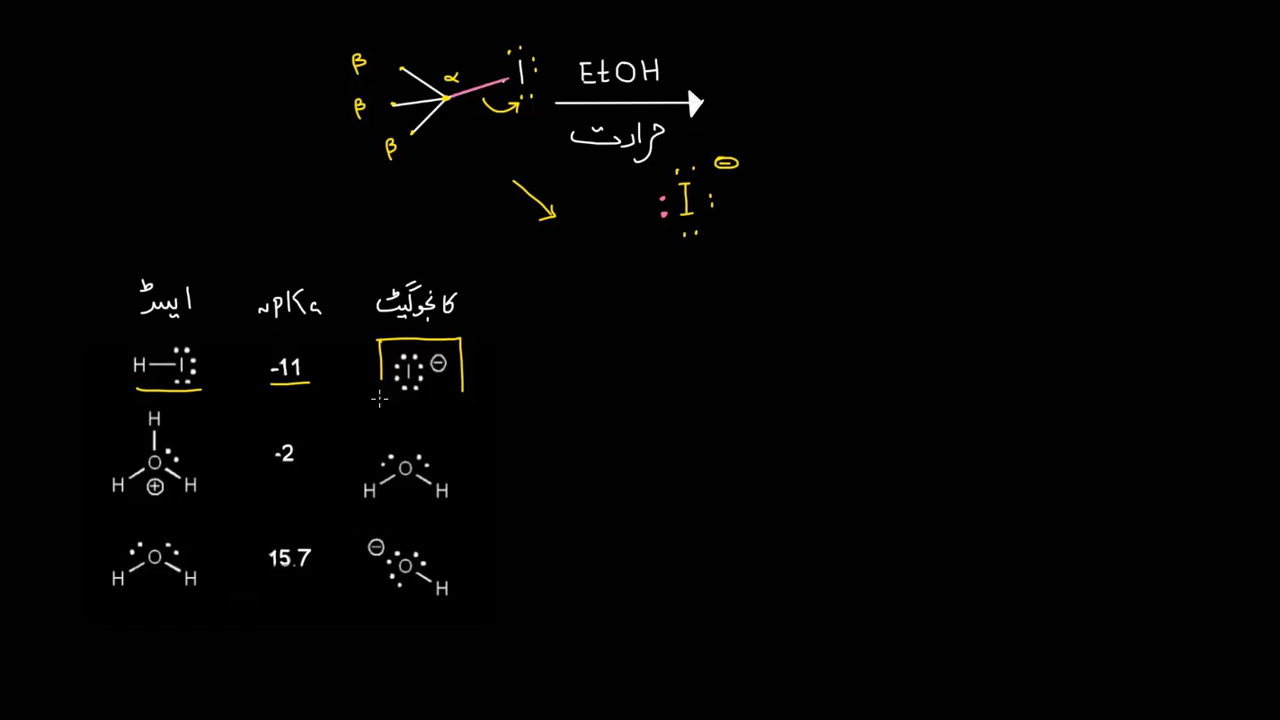 β
α
I
EtOH
β
β
حرارت
⊖
I
ایسڈ
~pKa
کانجوگیٹ
H I
-11
I ⊖
H
O
H ⊕ H
-2
O
H H
O
H H
15.7
⊖
O
H